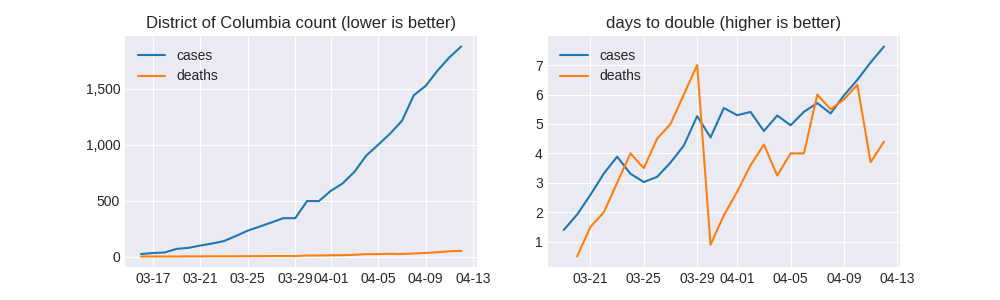 District of Columbia count (lower is better)
cases
deaths
1,500
1,000
500
0
03-17 03-21 03-25 03-29 04-01 04-05 04-09 04-13
days to double (higher is better)
cases
deaths
7
6
5
4
3
2
1
03-21 03-25 03-29 04-01 04-05 04-09 04-13